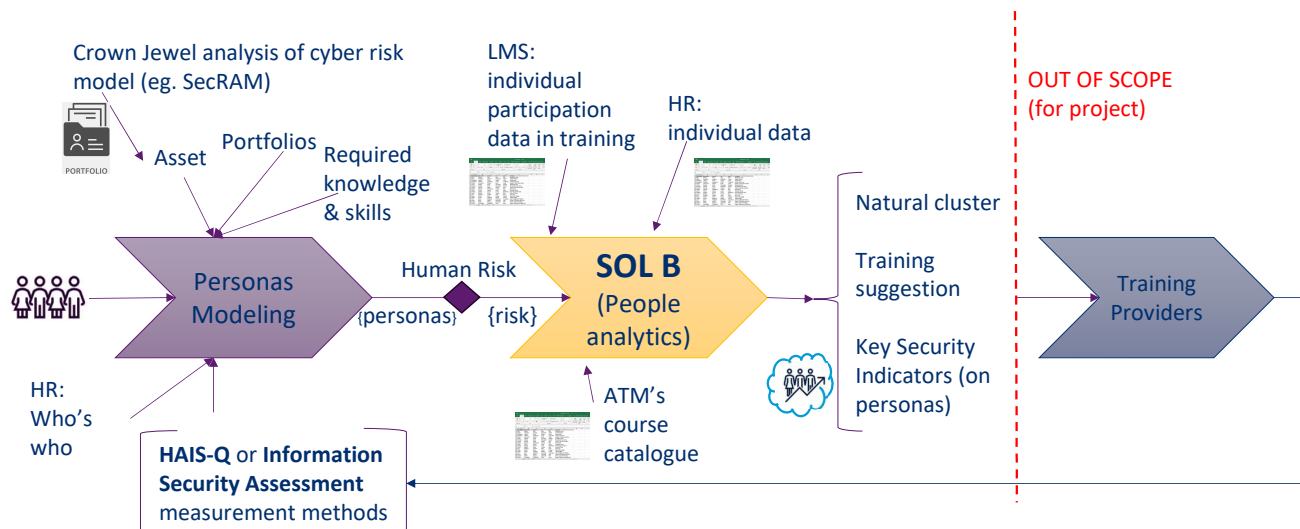 Crown Jewel analysis of cyber risk
model (eg. SecRAM)
PORTFOLIO
Asset
Portfolios
Required
knowledge
& skills
LMS:
individual
participation
data in training
HR:
individual data
OUT OF SCOPE
(for project)
Personas
Modeling
Human Risk
{personas}
{risk}
SOL B
(People
analytics)
Natural cluster
Training
suggestion
Key Security
Indicators (on
personas)
Training
Providers
HR:
Who's
who
ATM's
course
catalogue
HAIS-Q or Information
Security Assessment
measurement methods